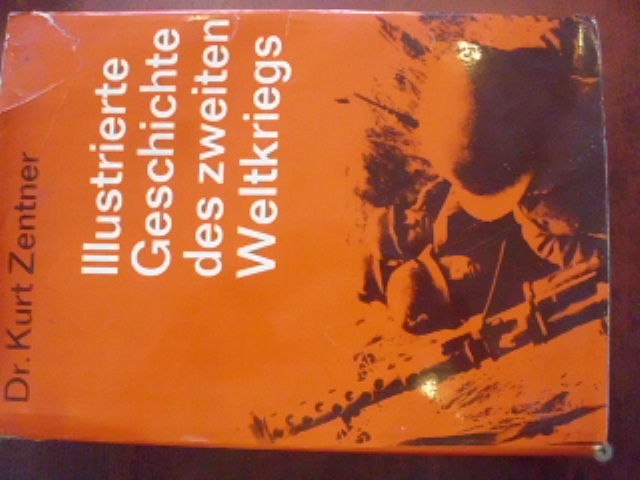 Dr. Kurt Zentner
Illustrierte
Geschichte
des zweiten
Weltkriegs